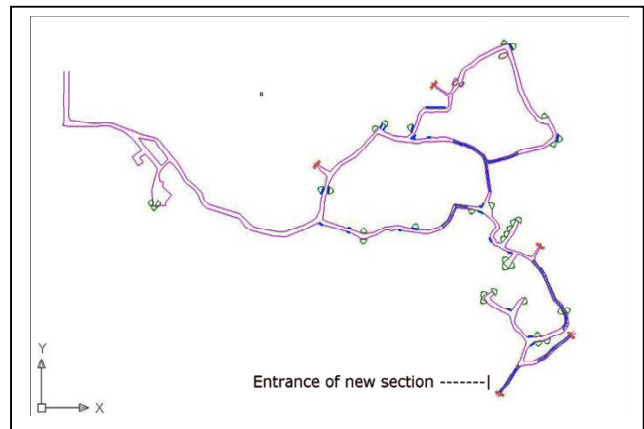 Entrance of new section -------|
Y
X